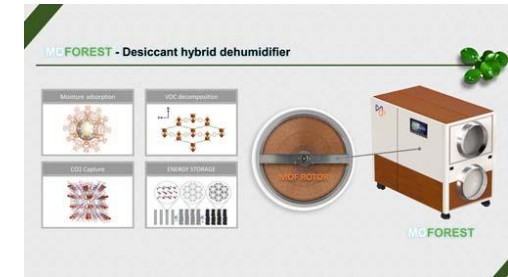 MOFOREST - Desiccant hybrid dehumidifier
Moisture adsorption
VOC decomposition
CO2 Capture
ENERGY STORAGE
MOF ROTOR
MOFOREST